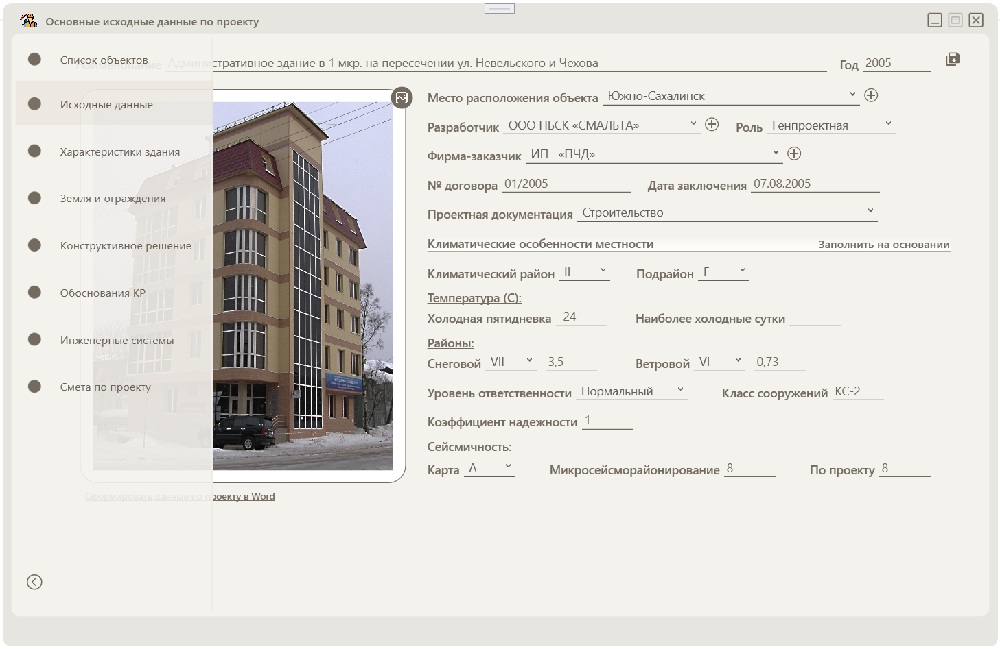 Основные исходные данные по проекту
Список объектов
Наименование Административное здание в 1 мкр. на пересечении ул. Невельского и Чехова Год 2005
Исходные данные
Характеристики здания
Земля и ограждения
Конструктивное решение
Обоснования КР
Инженерные системы
Смета по проекту
Сформировать данные по проекту в Word
Место расположения объекта Южно-Сахалинск
Разработчик ООО ПБСК «СМАЛЬТА» Роль Генпроектная
Фирма-заказчик ИП «ПЧД»
№ договора 01/2005 Дата заключения 07.08.2005
Проектная документация Строительство
Климатические особенности местности Заполнить на основании
Климатический район II Подрайон Г
Температура (С):
Холодная пятидневка -24 Наиболее холодные сутки
Районы:
Снеговой VII 3,5 Ветровой VI 0,73
Уровень ответственности Нормальный Класс сооружений КС-2
Коэффициент надежности 1
Сейсмичность:
Карта А Микросейсморайонирование 8 По проекту 8